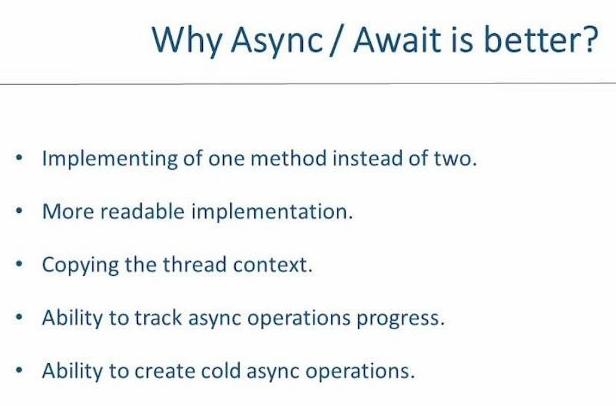 Why Async / Await is better?
• Implementing of one method instead of two.
• More readable implementation.
• Copying the thread context.
• Ability to track async operations progress.
• Ability to create cold async operations.